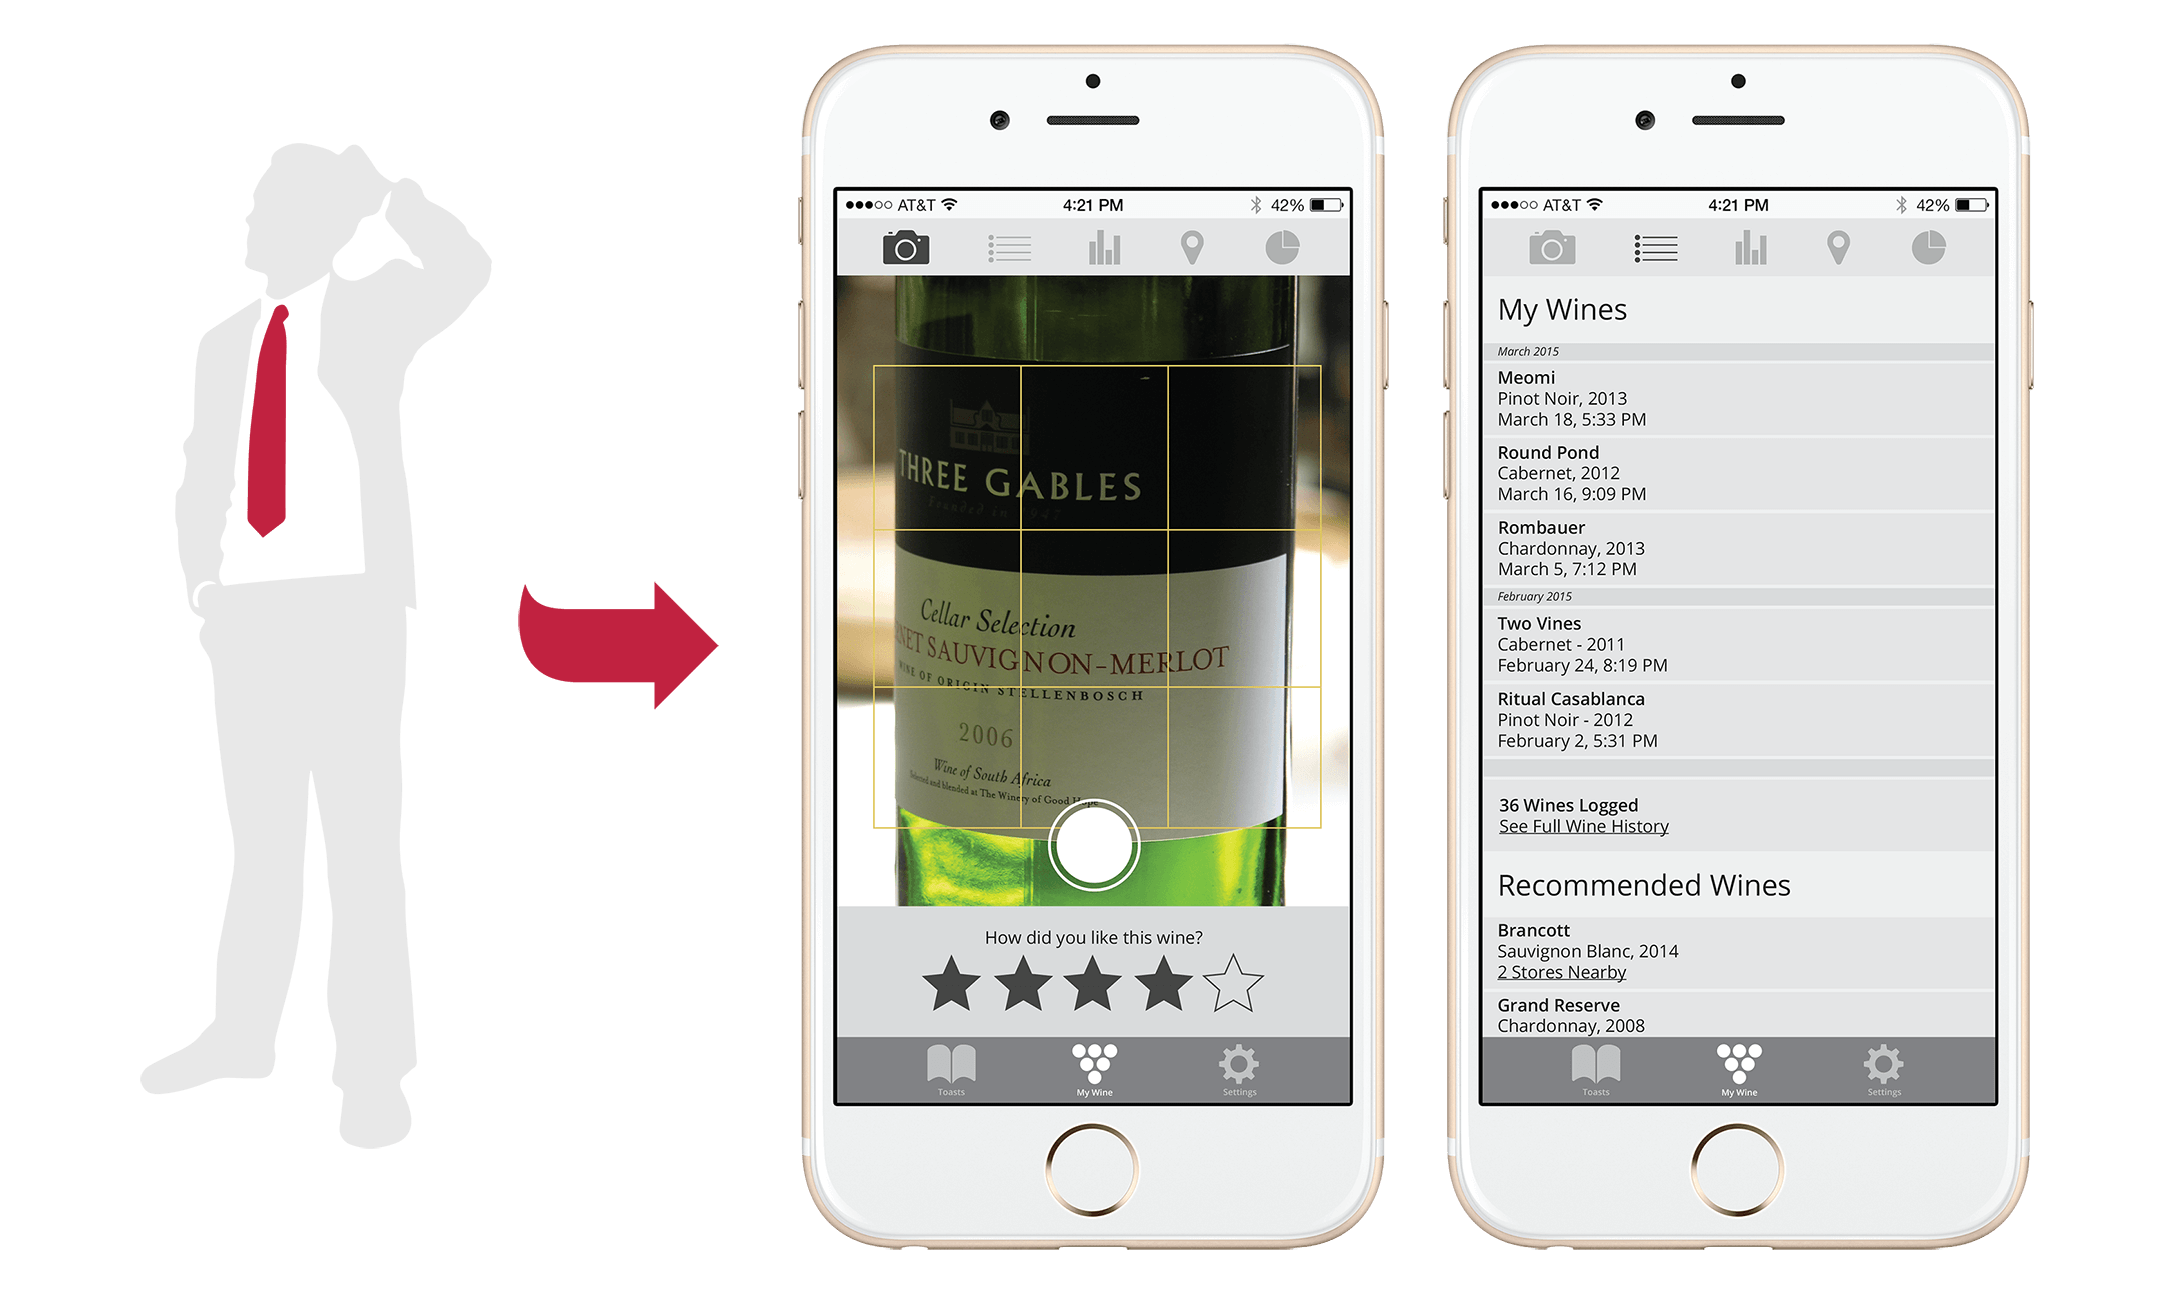 AT&T 4:21 PM 42%
THREE GABLES
Founded in 1947
Cellar Selection
NET SAUVIGNON-MERLOT
WINE OF ORIGIN STELLENBOSCH
2006
Wine of South Africa
Selected and blended at The Winery of Good Hope
How did you like this wine?
Toasts
My Wine
Settings
AT&T 4:21 PM 42%
My Wines
March 2015
Meomi
Pinot Noir, 2013
March 18, 5:33 PM
Round Pond
Cabernet, 2012
March 16, 9:09 PM
Rombauer
Chardonnay, 2013
March 5, 7:12 PM
February 2015
Two Vines
Cabernet - 2011
February 24, 8:19 PM
Ritual Casablanca
Pinot Noir - 2012
February 2, 5:31 PM
36 Wines Logged
See Full Wine History
Recommended Wines
Brancott
Sauvignon Blanc, 2014
2 Stores Nearby
Grand Reserve
Chardonnay, 2008
Toasts
My Wine
Settings